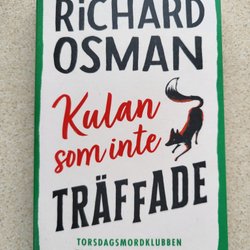 RiCHARD
OSMAN
Kulan
som inte
TRÄFFADE
TORSDAGSMORDKLUBBEN